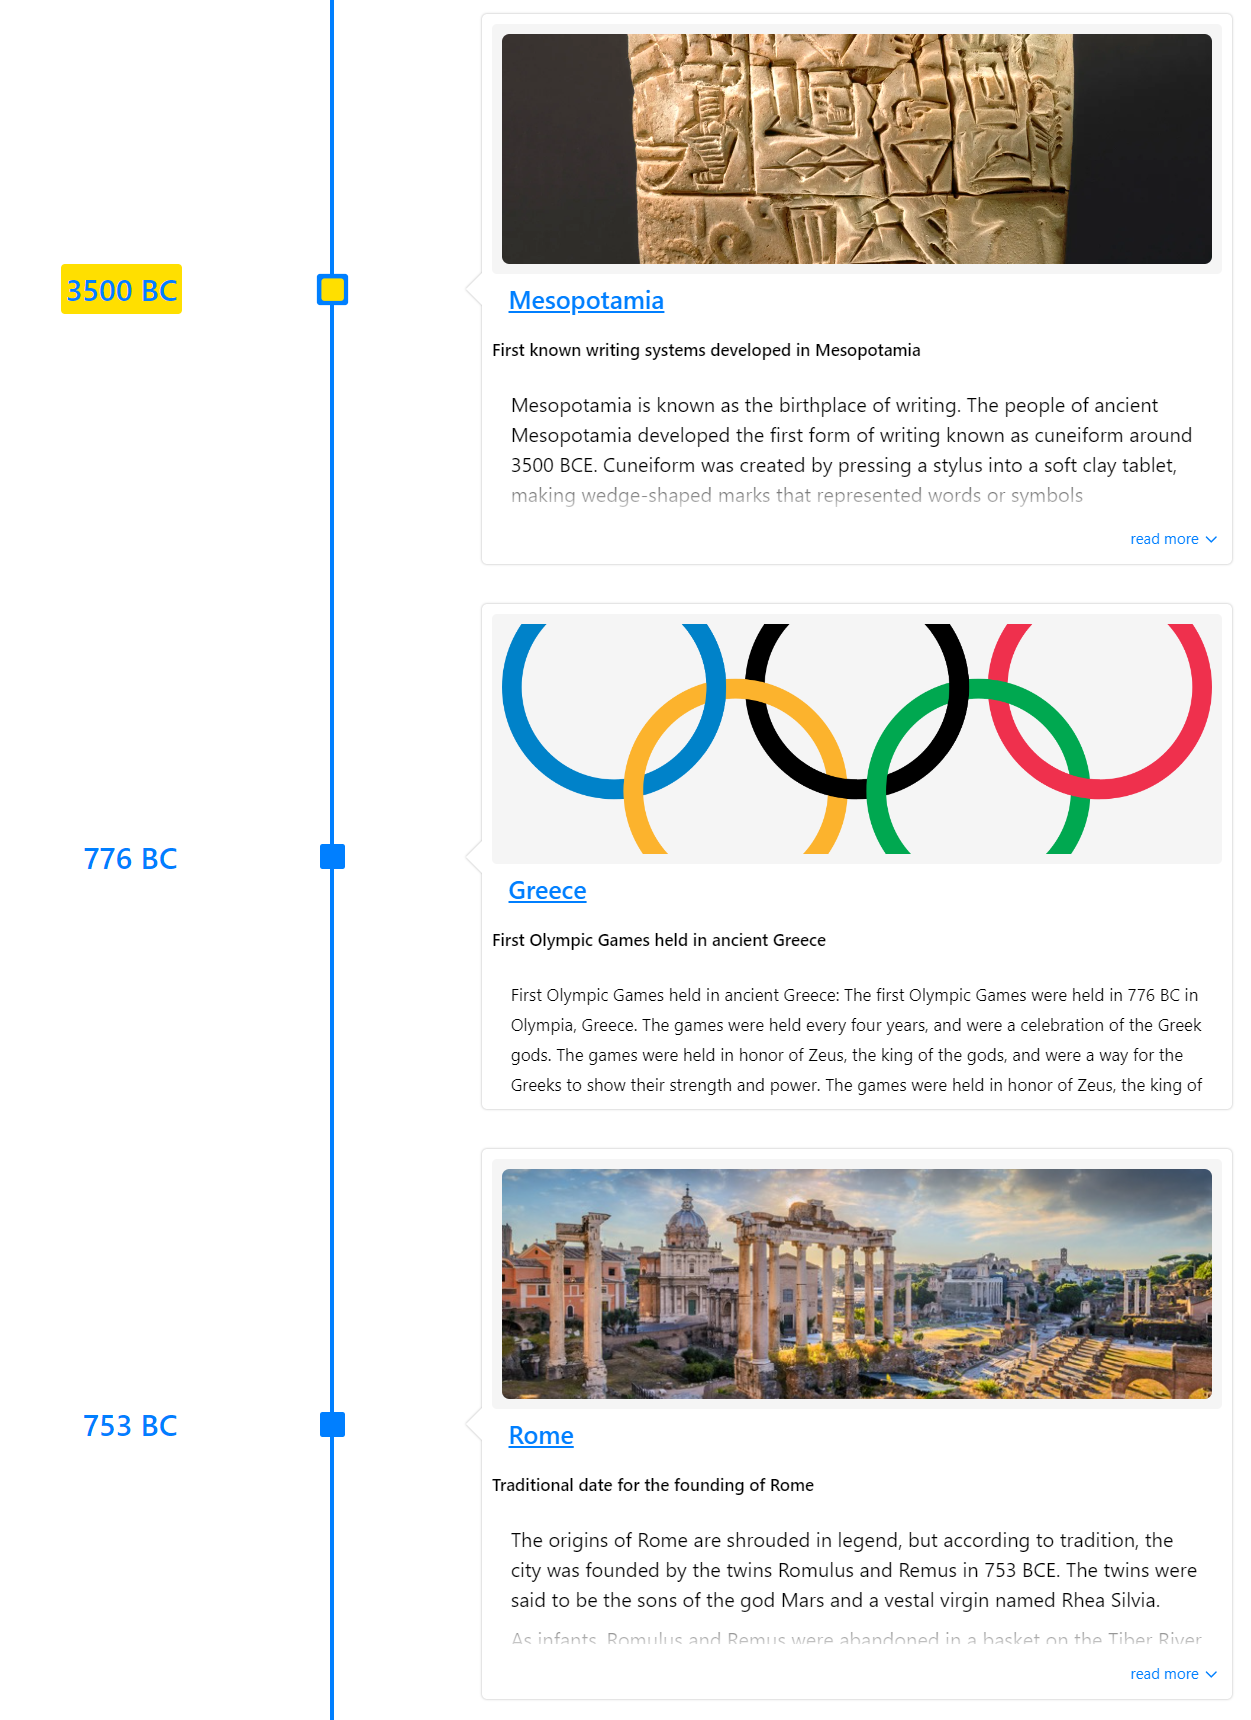 3500 BC
Mesopotamia
First known writing systems developed in Mesopotamia
Mesopotamia is known as the birthplace of writing. The people of ancient
Mesopotamia developed the first form of writing known as cuneiform around
3500 BCE. Cuneiform was created by pressing a stylus into a soft clay tablet,
making wedge-shaped marks that represented words or symbols
read more
776 BC
Greece
First Olympic Games held in ancient Greece
First Olympic Games held in ancient Greece: The first Olympic Games were held in 776 BC in
Olympia, Greece. The games were held every four years, and were a celebration of the Greek
gods. The games were held in honor of Zeus, the king of the gods, and were a way for the
Greeks to show their strength and power. The games were held in honor of Zeus, the king of
753 BC
Rome
Traditional date for the founding of Rome
The origins of Rome are shrouded in legend, but according to tradition, the
city was founded by the twins Romulus and Remus in 753 BCE. The twins were
said to be the sons of the god Mars and a vestal virgin named Rhea Silvia.
As infants, Romulus and Remus were abandoned in a basket on the Tiber River
read more